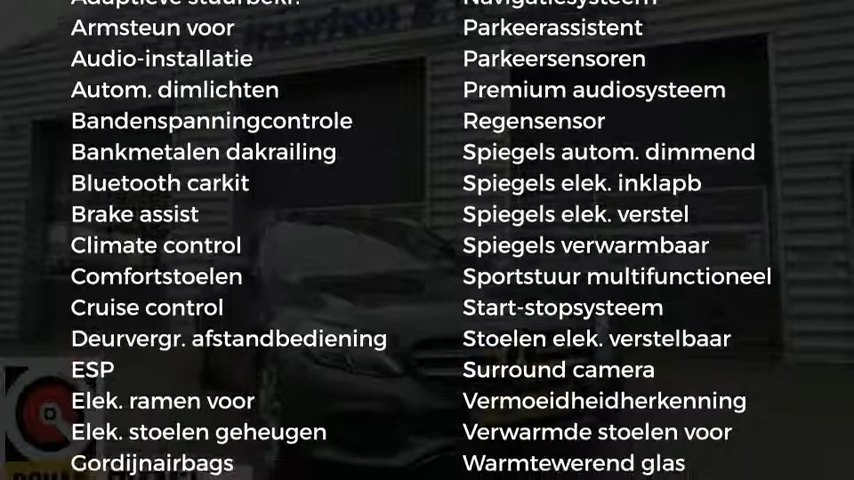 Adaptieve stuurbekr.
Armsteun voor
Audio-installatie
Autom. dimlichten
Bandenspanningcontrole
Bankmetalen dakrailing
Bluetooth carkit
Brake assist
Climate control
Comfortstoelen
Cruise control
Deurvergr. afstandbediening
ESP
Elek. ramen voor
Elek. stoelen geheugen
Gordijnairbags
Navigatiesysteem
Parkeerassistent
Parkeersensoren
Premium audiosysteem
Regensensor
Spiegels autom. dimmend
Spiegels elek. inklapb
Spiegels elek. verstel
Spiegels verwarmbaar
Sportstuur multifunctioneel
Start-stopsysteem
Stoelen elek. verstelbaar
Surround camera
Vermoeidheidherkenning
Verwarmde stoelen voor
Warmtewerend glas